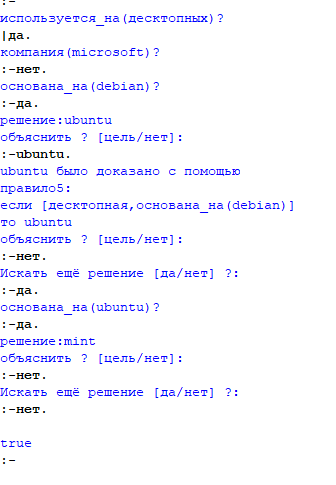 :-
используется_на(десктопных)?
|да.
компания(microsoft)?
:-нет.
основана_на(debian)?
:-да.
решение:ubuntu
объяснить ? [цель/нет]:
:-ubuntu.
ubuntu было доказано с помощью
правило5:
если [десктопная,основана_на(debian)]
то ubuntu
объяснить ? [цель/нет]:
:-нет.
Искать ещё решение [да/нет] ?:
:-да.
основана_на(ubuntu)?
:-да.
решение:mint
объяснить ? [цель/нет]:
:-нет.
Искать ещё решение [да/нет] ?:
:-нет.
true
:-